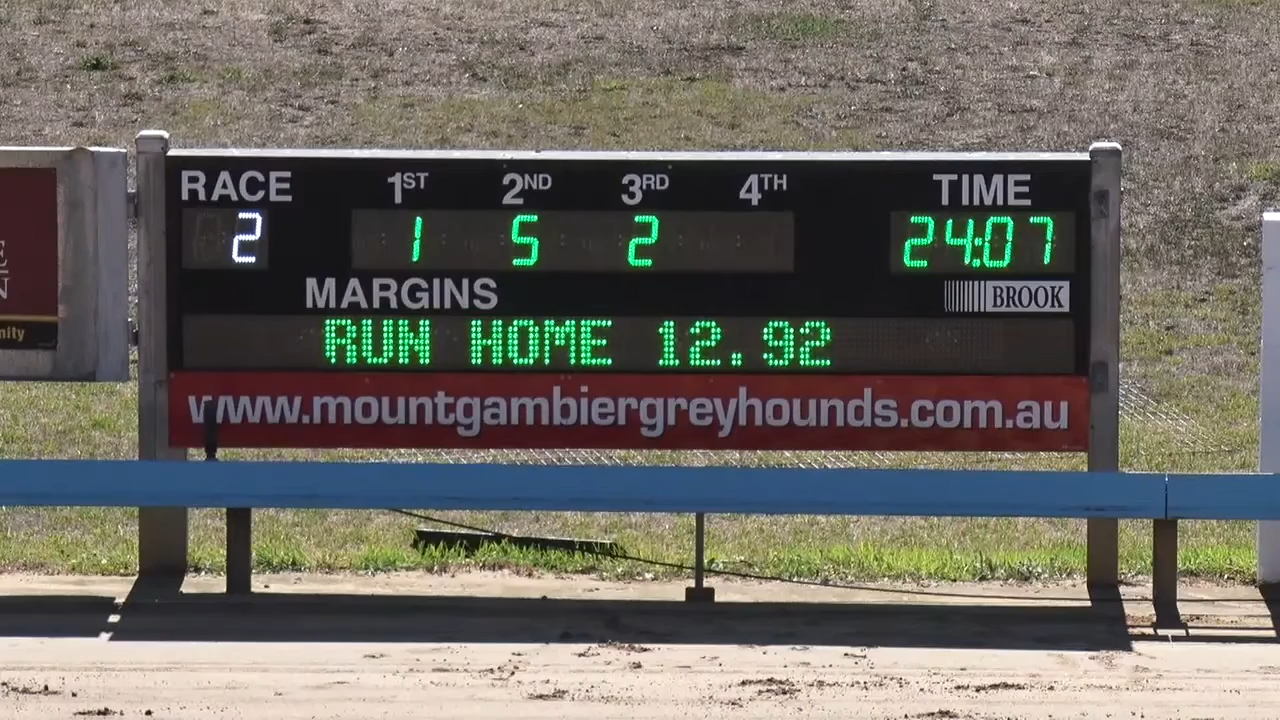 RACE 1ST 2ND 3RD 4TH TIME
2 1 5 2 24:07
MARGINS BROOK
RUN HOME 12.92
www.mountgambiergreyhounds.com.au
E
N
nity